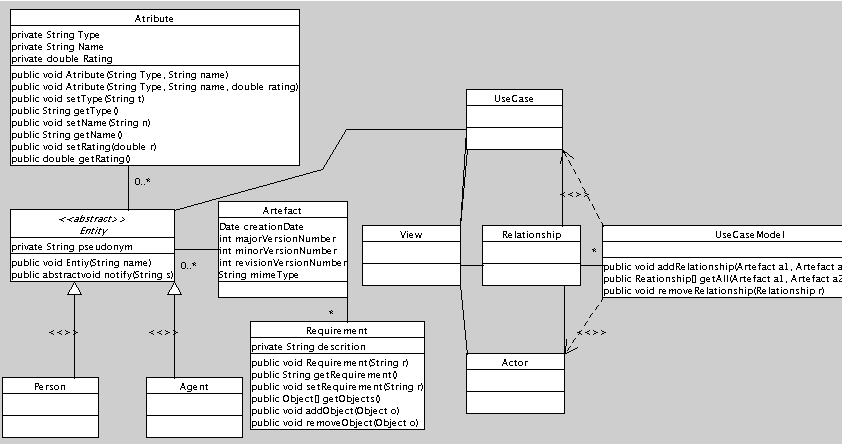 Atribute
private String Type
private String Name
private double Rating
public void Atribute(String Type, String name)
public void Atribute(String Type, String name, double rating)
public void setType(String t)
public String getType()
public void setName(String n)
public String getName()
public void setRating(double r)
public double getRating()
0..*
<<abstract>>
Entity
private String pseudonym
public void Entiy(String name)
public abstractvoid notify(String s)
0..*
<<>>
<<>>
Person
Agent
Artefact
Date creationDate
int majorVersionNumber
int minorVersionNumber
int revisionVersionNumber
String mimeType
*
Requirement
private String descrition
public void Requirement(String r)
public String getRequirement()
public void setRequirement(String r)
public Object[] getObjects()
public void addObject(Object o)
public void removeObject(Object o)
UseCase
<<>>
View
Relationship
*
UseCaseModel
public void addRelationship(Artefact a1, Artefact a
public Reationship[] getAll(Artefact a1, Artefact a2
public void removeRelationship(Relationship r)
<<>>
Actor